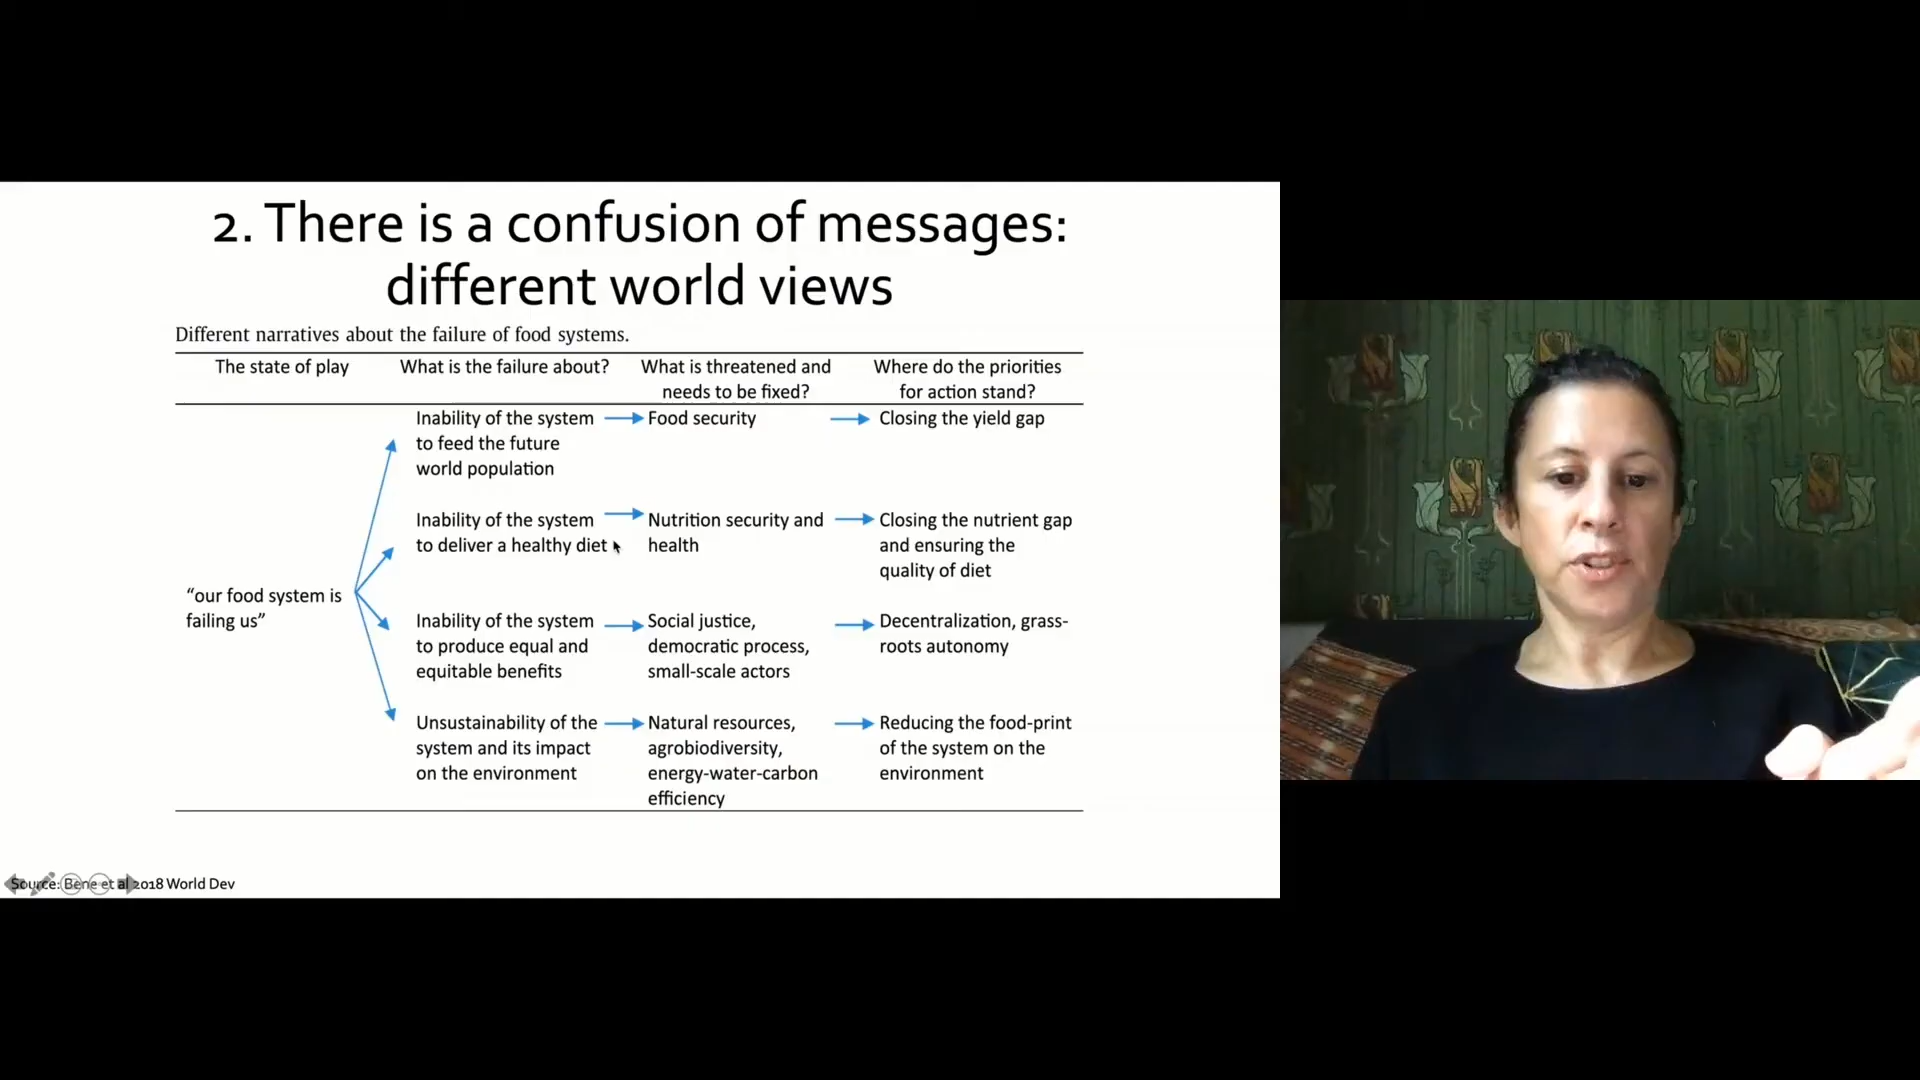 2. There is a confusion of messages:
different world views
Different narratives about the failure of food systems.
The state of play
What is the failure about?
What is threatened and
needs to be fixed?
Where do the priorities
for action stand?
"our food system is
failing us"
Inability of the system
to feed the future
world population
Food security
Closing the yield gap
Inability of the system
to deliver a healthy diet
Nutrition security and
health
Closing the nutrient gap
and ensuring the
quality of diet
Inability of the system
to produce equal and
equitable benefits
Social justice,
democratic process,
small-scale actors
Decentralization, grass-
roots autonomy
Unsustainability of the
system and its impact
on the environment
Natural resources,
agrobiodiversity,
energy-water-carbon
efficiency
Reducing the food-print
of the system on the
environment
Source: Bene et al 2018 World Dev